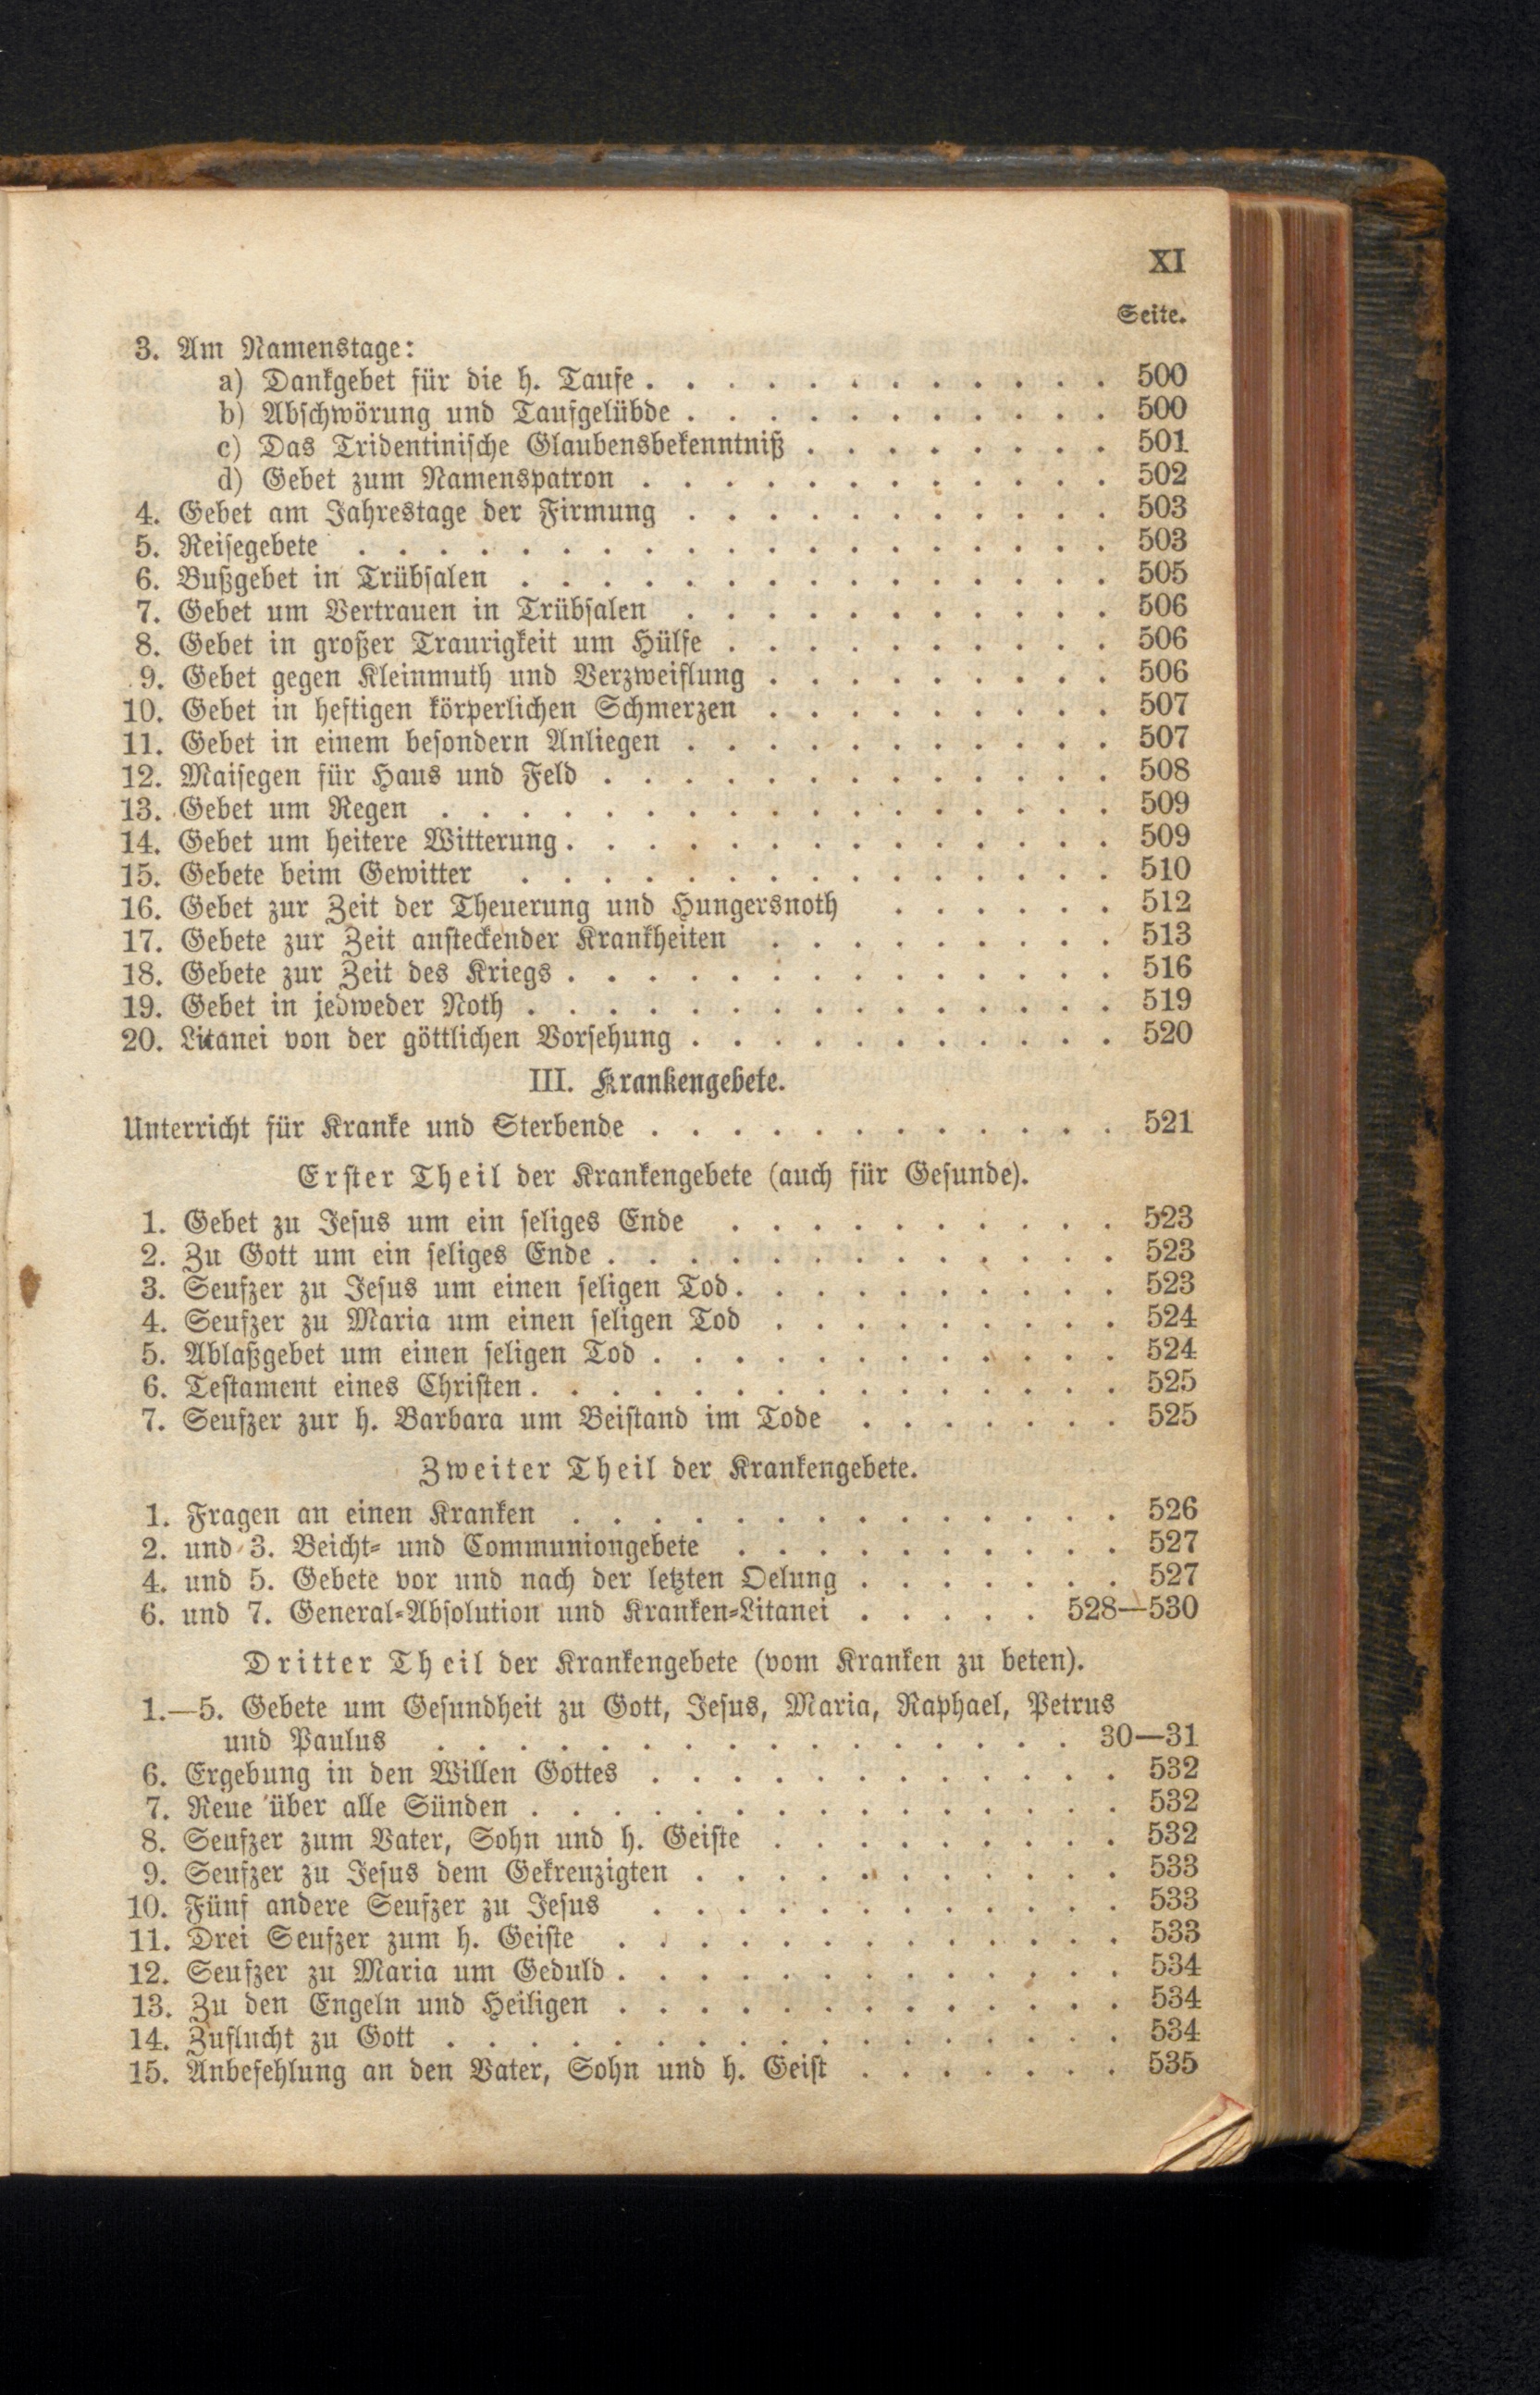 XI
Seite.
3. Am Namenstage:
a) Dankgebet für die h. Taufe . . . . . . . . . . . . 500
b) Abschwörung und Taufgelübde . . . . . . . . . . . 500
c) Das Tridentinische Glaubensbekenntniß . . . . . . . . 501
d) Gebet zum Namenspatron . . . . . . . . . . . . 502
4. Gebet am Jahrestage der Firmung . . . . . . . . . . . 503
5. Reisegebete . . . . . . . . . . . . . . . . . . . 503
6. Bußgebet in Trübsalen . . . . . . . . . . . . . . . 505
7. Gebet um Vertrauen in Trübsalen . . . . . . . . . . . 506
8. Gebet in großer Traurigkeit um Hülfe . . . . . . . . . . 506
9. Gebet gegen Kleinmuth und Verzweiflung . . . . . . . . . 506
10. Gebet in heftigen körperlichen Schmerzen . . . . . . . . . 507
11. Gebet in einem besondern Anliegen . . . . . . . . . . . 507
12. Maisegen für Haus und Feld . . . . . . . . . . . . . 508
13. Gebet um Regen . . . . . . . . . . . . . . . . . 509
14. Gebet um heitere Witterung . . . . . . . . . . . . . . 509
15. Gebete beim Gewitter . . . . . . . . . . . . . . . 510
16. Gebet zur Zeit der Theuerung und Hungersnoth . . . . . . 512
17. Gebete zur Zeit ansteckender Krankheiten . . . . . . . . . 513
18. Gebete zur Zeit des Kriegs . . . . . . . . . . . . . . 516
19. Gebet in jedweder Noth . . . . . . . . . . . . . . . 519
20. Litanei von der göttlichen Vorsehung . . . . . . . . . . . 520
III. Krankengebete.
Unterricht für Kranke und Sterbende . . . . . . . . . . . . 521
Erster Theil der Krankengebete (auch für Gesunde).
1. Gebet zu Jesus um ein seliges Ende . . . . . . . . . . 523
2. Zu Gott um ein seliges Ende . . . . . . . . . . . . . 523
3. Seufzer zu Jesus um einen seligen Tod . . . . . . . . . . 523
4. Seufzer zu Maria um einen seligen Tod . . . . . . . . . 524
5. Ablaßgebet um einen seligen Tod . . . . . . . . . . . . 524
6. Testament eines Christen . . . . . . . . . . . . . . . 525
7. Seufzer zur h. Barbara um Beistand im Tode . . . . . . . 525
Zweiter Theil der Krankengebete.
1. Fragen an einen Kranken . . . . . . . . . . . . . . 526
2. und 3. Beicht- und Communiongebete . . . . . . . . . . 527
4. und 5. Gebete vor und nach der letzten Oelung . . . . . . . 527
6. und 7. General-Absolution und Kranken-Litanei . . . . . 528—530
Dritter Theil der Krankengebete (vom Kranken zu beten).
1.—5. Gebete um Gesundheit zu Gott, Jesus, Maria, Raphael, Petrus
und Paulus . . . . . . . . . . . . . . . . 30—31
6. Ergebung in den Willen Gottes . . . . . . . . . . . . 532
7. Reue über alle Sünden . . . . . . . . . . . . . . . 532
8. Seufzer zum Vater, Sohn und h. Geiste . . . . . . . . . 532
9. Seufzer zu Jesus dem Gekreuzigten . . . . . . . . . . . 533
10. Fünf andere Seufzer zu Jesus . . . . . . . . . . . . 533
11. Drei Seufzer zum h. Geiste . . . . . . . . . . . . . 533
12. Seufzer zu Maria um Geduld . . . . . . . . . . . . . 534
13. Zu den Engeln und Heiligen . . . . . . . . . . . . . 534
14. Zuflucht zu Gott . . . . . . . . . . . . . . . . . 534
15. Anbefehlung an den Vater, Sohn und h. Geist . . . . . . . 535